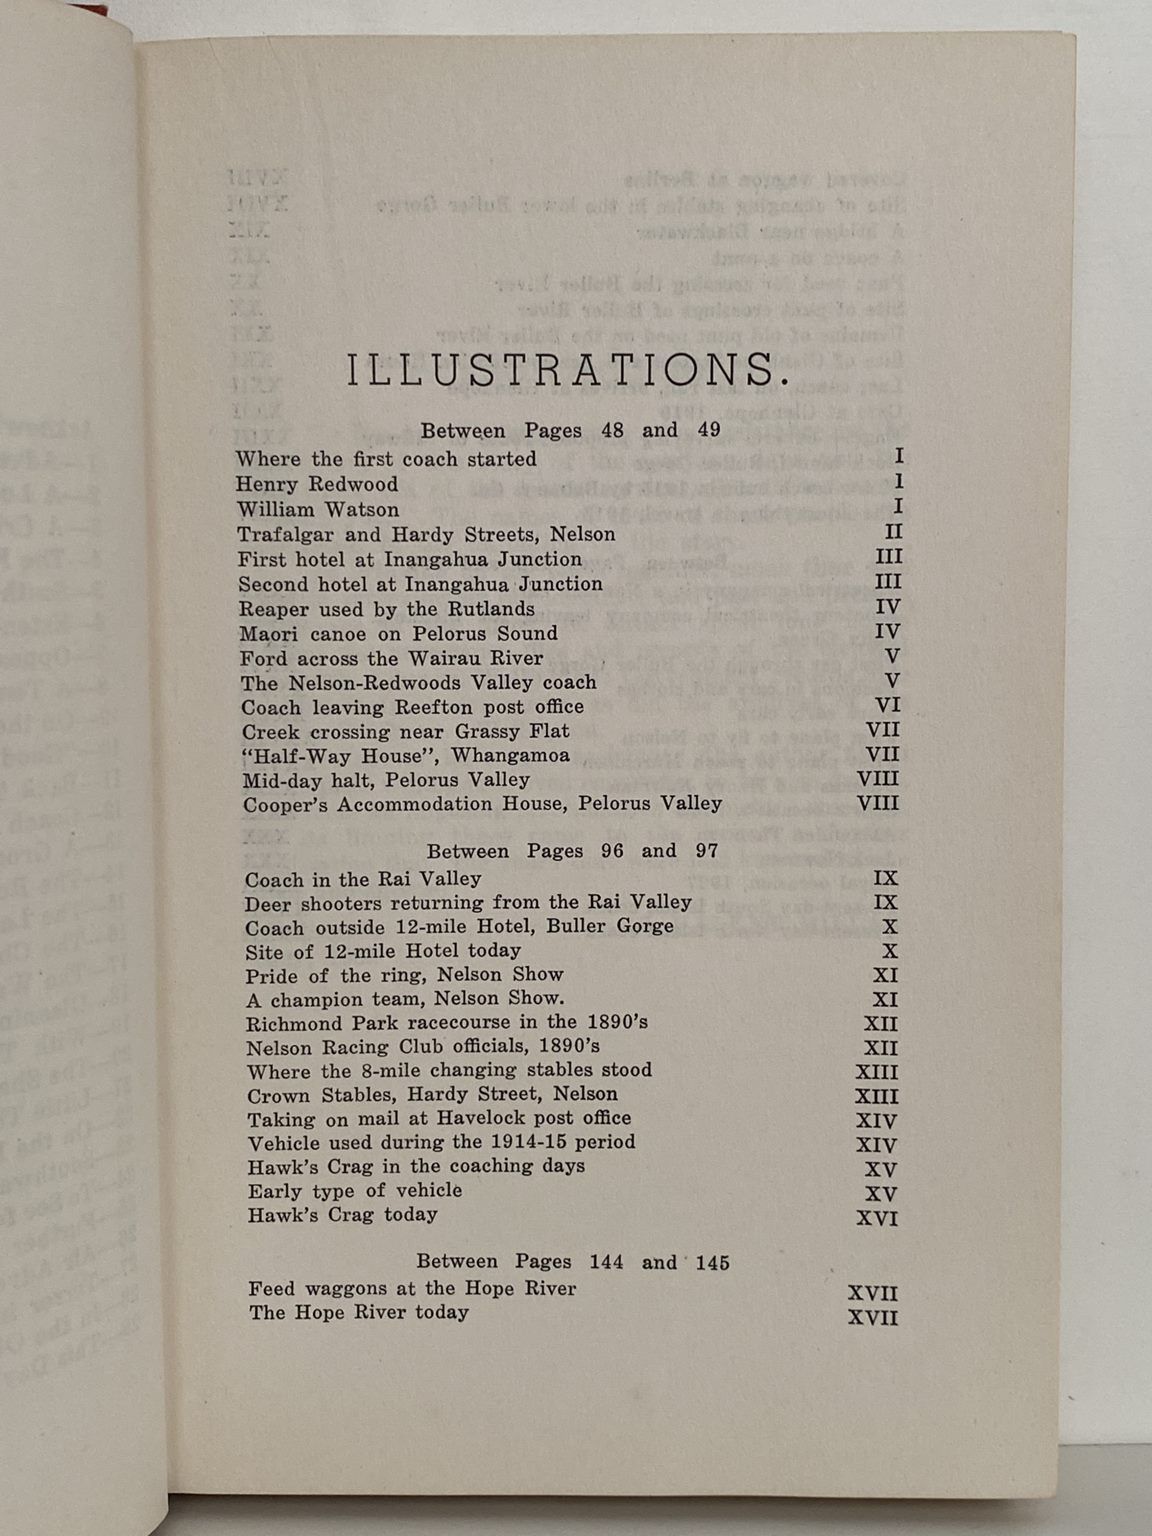 ILLUSTRATIONS.
Between Pages 48 and 49
Where the first coach started I
Henry Redwood I
William Watson I
Trafalgar and Hardy Streets, Nelson II
First hotel at Inangahua Junction III
Second hotel at Inangahua Junction III
Reaper used by the Rutlands IV
Maori canoe on Pelorus Sound IV
Ford across the Wairau River V
The Nelson-Redwoods Valley coach V
Coach leaving Reefton post office VI
Creek crossing near Grassy Flat VII
"Half-Way House", Whangamoa VII
Mid-day halt, Pelorus Valley VIII
Cooper's Accommodation House, Pelorus Valley VIII
Between Pages 96 and 97
Coach in the Rai Valley IX
Deer shooters returning from the Rai Valley IX
Coach outside 12-mile Hotel, Buller Gorge X
Site of 12-mile Hotel today X
Pride of the ring, Nelson Show XI
A champion team, Nelson Show. XI
Richmond Park racecourse in the 1890's XII
Nelson Racing Club officials, 1890's XII
Where the 8-mile changing stables stood XIII
Crown Stables, Hardy Street, Nelson XIII
Taking on mail at Havelock post office XIV
Vehicle used during the 1914-15 period XIV
Hawk's Crag in the coaching days XV
Early type of vehicle XV
Hawk's Crag today XVI
Between Pages 144 and 145
Feed waggons at the Hope River XVII
The Hope River today XVII